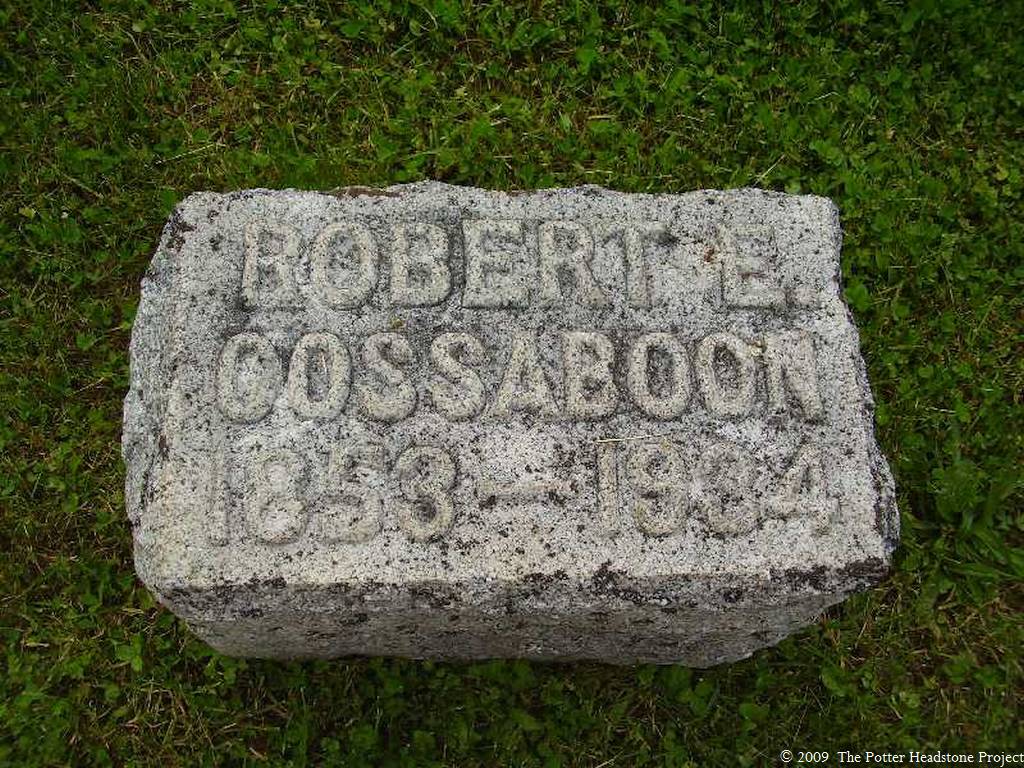 ROBERT E.
COSSABOON
1853-1934
© 2009 The Potter Headstone Project